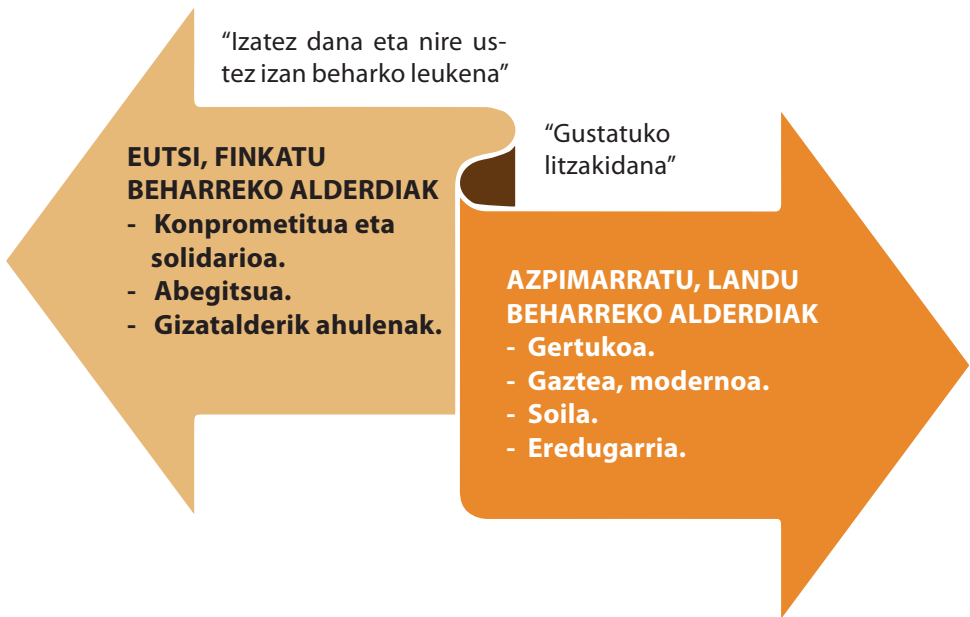 “Izatez dana eta nire us-
tez izan beharko leukena”
EUTSI, FINKATU
BEHARREKO ALDERDIAK
- Konprometitua eta
solidarioa.
- Abegitsua.
- Gizatalderik ahulenak.
“Gustatuko
litzakidana”
AZPIMARRATU, LANDU
BEHARREKO ALDERDIAK
- Gertukoa.
- Gaztea, modernoa.
- Soila.
- Eredugarria.